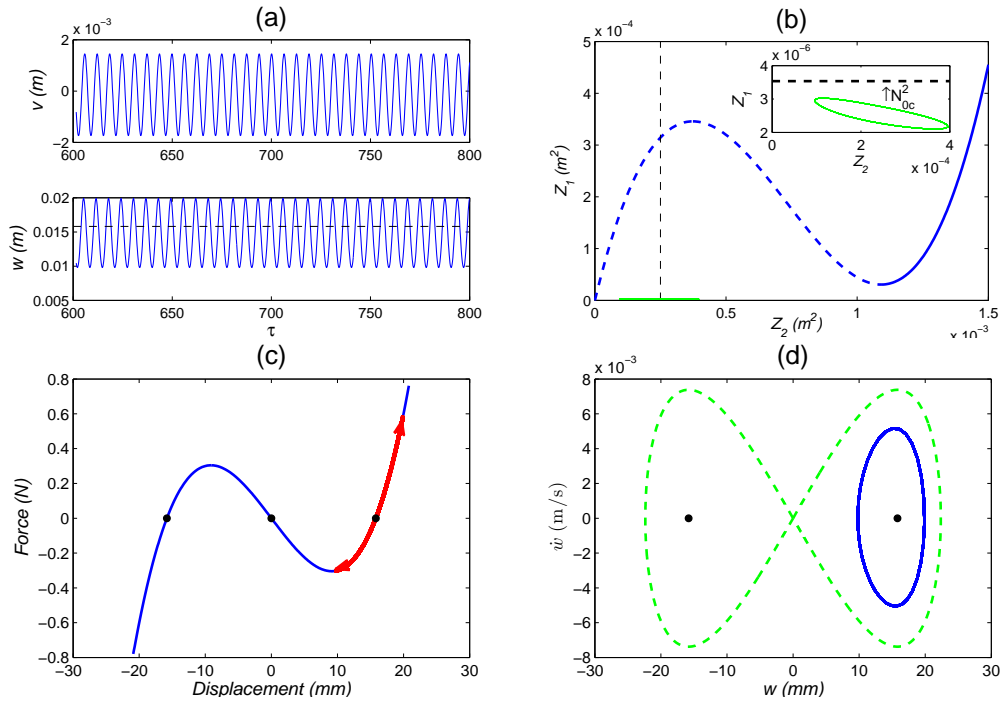 (a)
x 10⁻³
2
0
−2
v (m)
600 650 700 750 800
0.02
0.015
0.01
0.005
w (m)
600 650 700 750 800
τ
(b)
x 10⁻⁴
5
4
3
2
1
0
Z₁ (m²)
0 0.5 1 1.5
Z₂ (m²)
x 10⁻³
x 10⁻⁶
4
3
2
Z₁
↑N²₀c
0 2 4
Z₂
x 10⁻⁴
(c)
0.8
0.6
0.4
0.2
0
−0.2
−0.4
−0.6
−0.8
Force (N)
−30 −20 −10 0 10 20 30
Displacement (mm)
(d)
x 10⁻³
8
6
4
2
0
−2
−4
−6
−8
ẇ (m/s)
−30 −20 −10 0 10 20 30
w (mm)